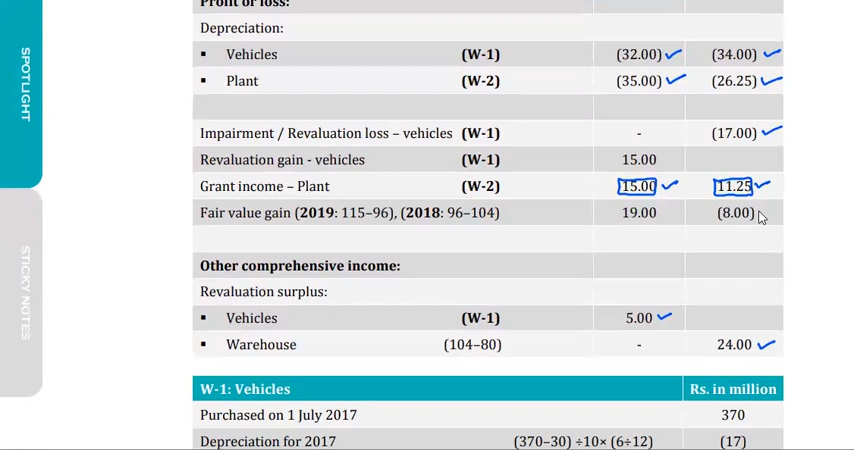 SPOTLIGHT
STICKY NOTES
Profit or loss:
Depreciation:
▪ Vehicles (W-1) (32.00) (34.00)
▪ Plant (W-2) (35.00) (26.25)
Impairment / Revaluation loss – vehicles (W-1) - (17.00)
Revaluation gain - vehicles (W-1) 15.00
Grant income – Plant (W-2) 15.00 11.25
Fair value gain (2019: 115–96), (2018: 96–104) 19.00 (8.00)
Other comprehensive income:
Revaluation surplus:
▪ Vehicles (W-1) 5.00
▪ Warehouse (104–80) - 24.00
W-1: Vehicles Rs. in million
Purchased on 1 July 2017 370
Depreciation for 2017 (370–30) ÷10× (6÷12) (17)